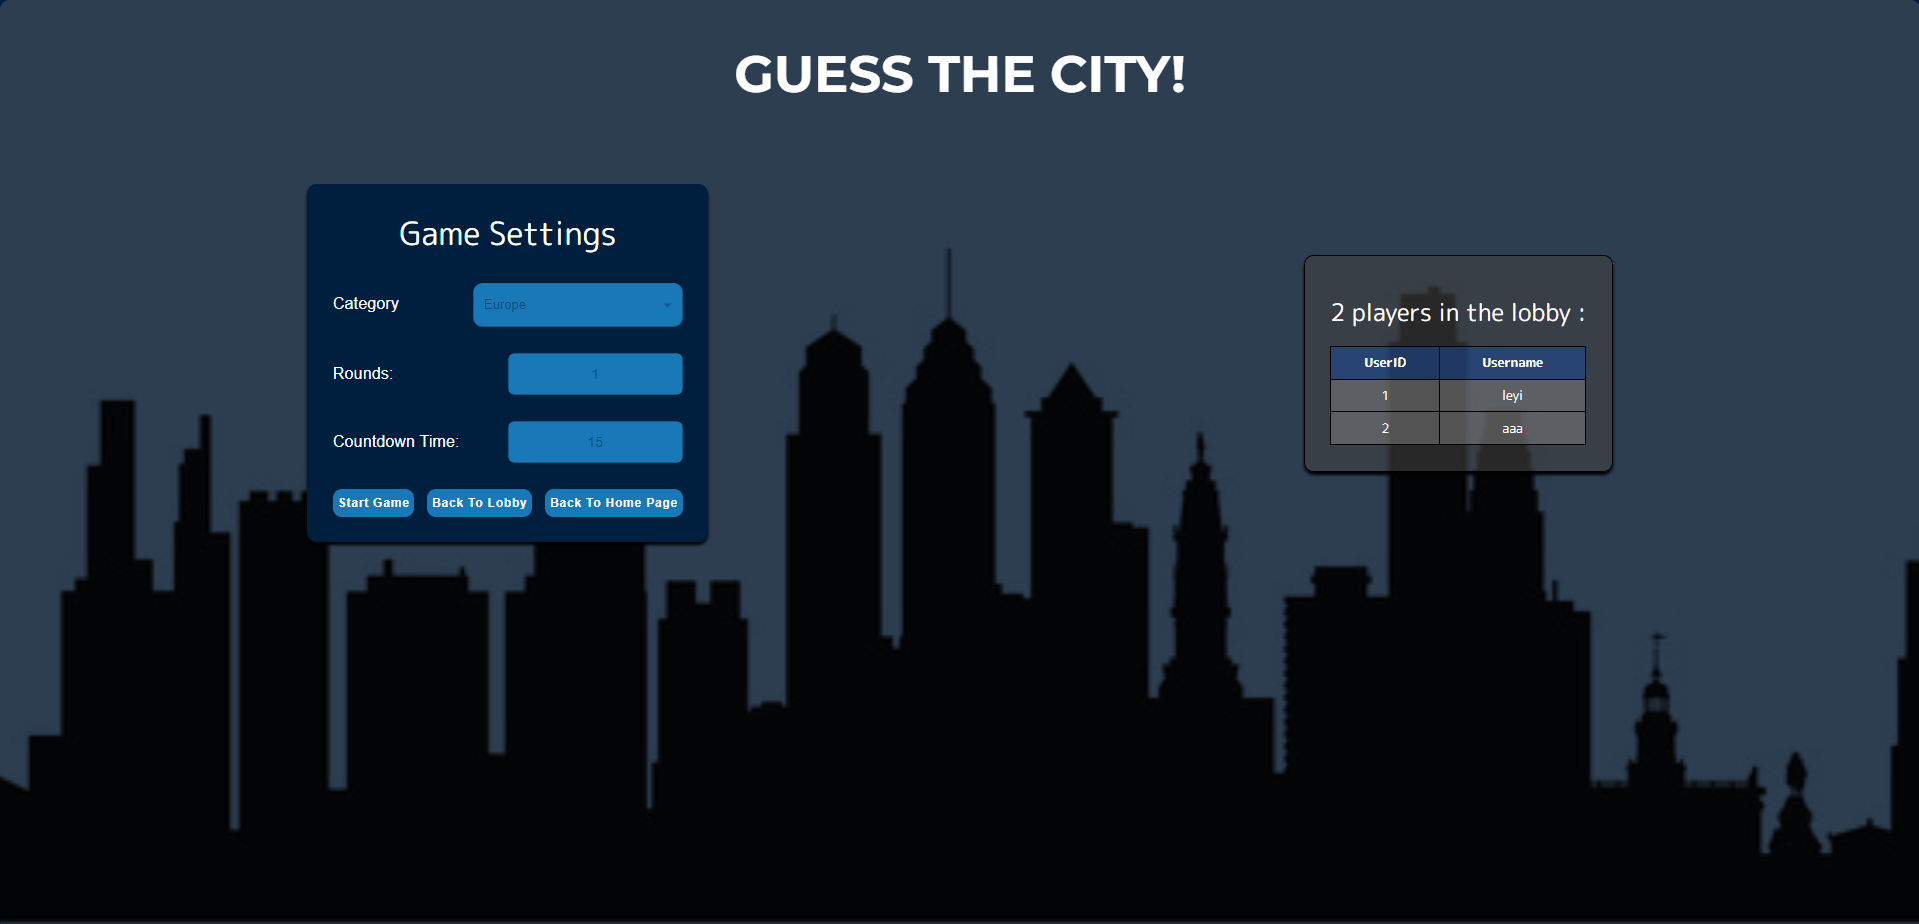 GUESS THE CITY!
Game Settings
Category
Europe
Rounds:
1
Countdown Time:
15
Start Game
Back To Lobby
Back To Home Page
2 players in the lobby :
UserID Username
1 leyi
2 aaa